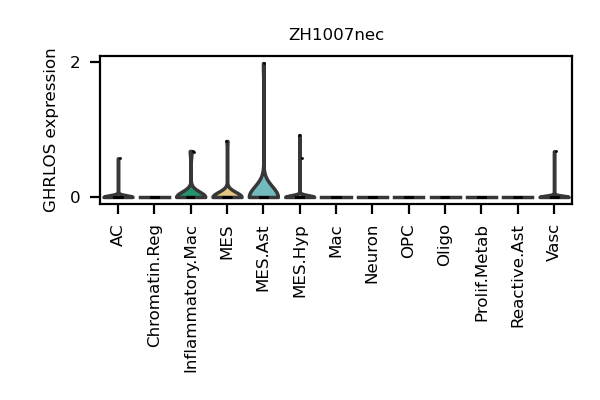 ZH1007nec
GHRLOS expression
2
0
AC
Chromatin.Reg
Inflammatory.Mac
MES
MES.Ast
MES.Hyp
Mac
Neuron
OPC
Oligo
Prolif.Metab
Reactive.Ast
Vasc